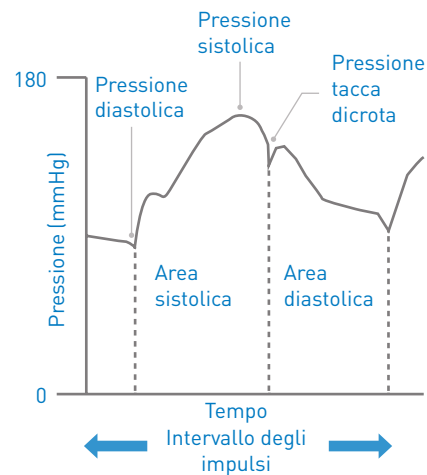 Pressione
sistolica
Pressione
tacca
dicrota
180
Pressione
diastolica
Pressione (mmHg)
Area
sistolica
Area
diastolica
0
Tempo
Intervallo degli
impulsi